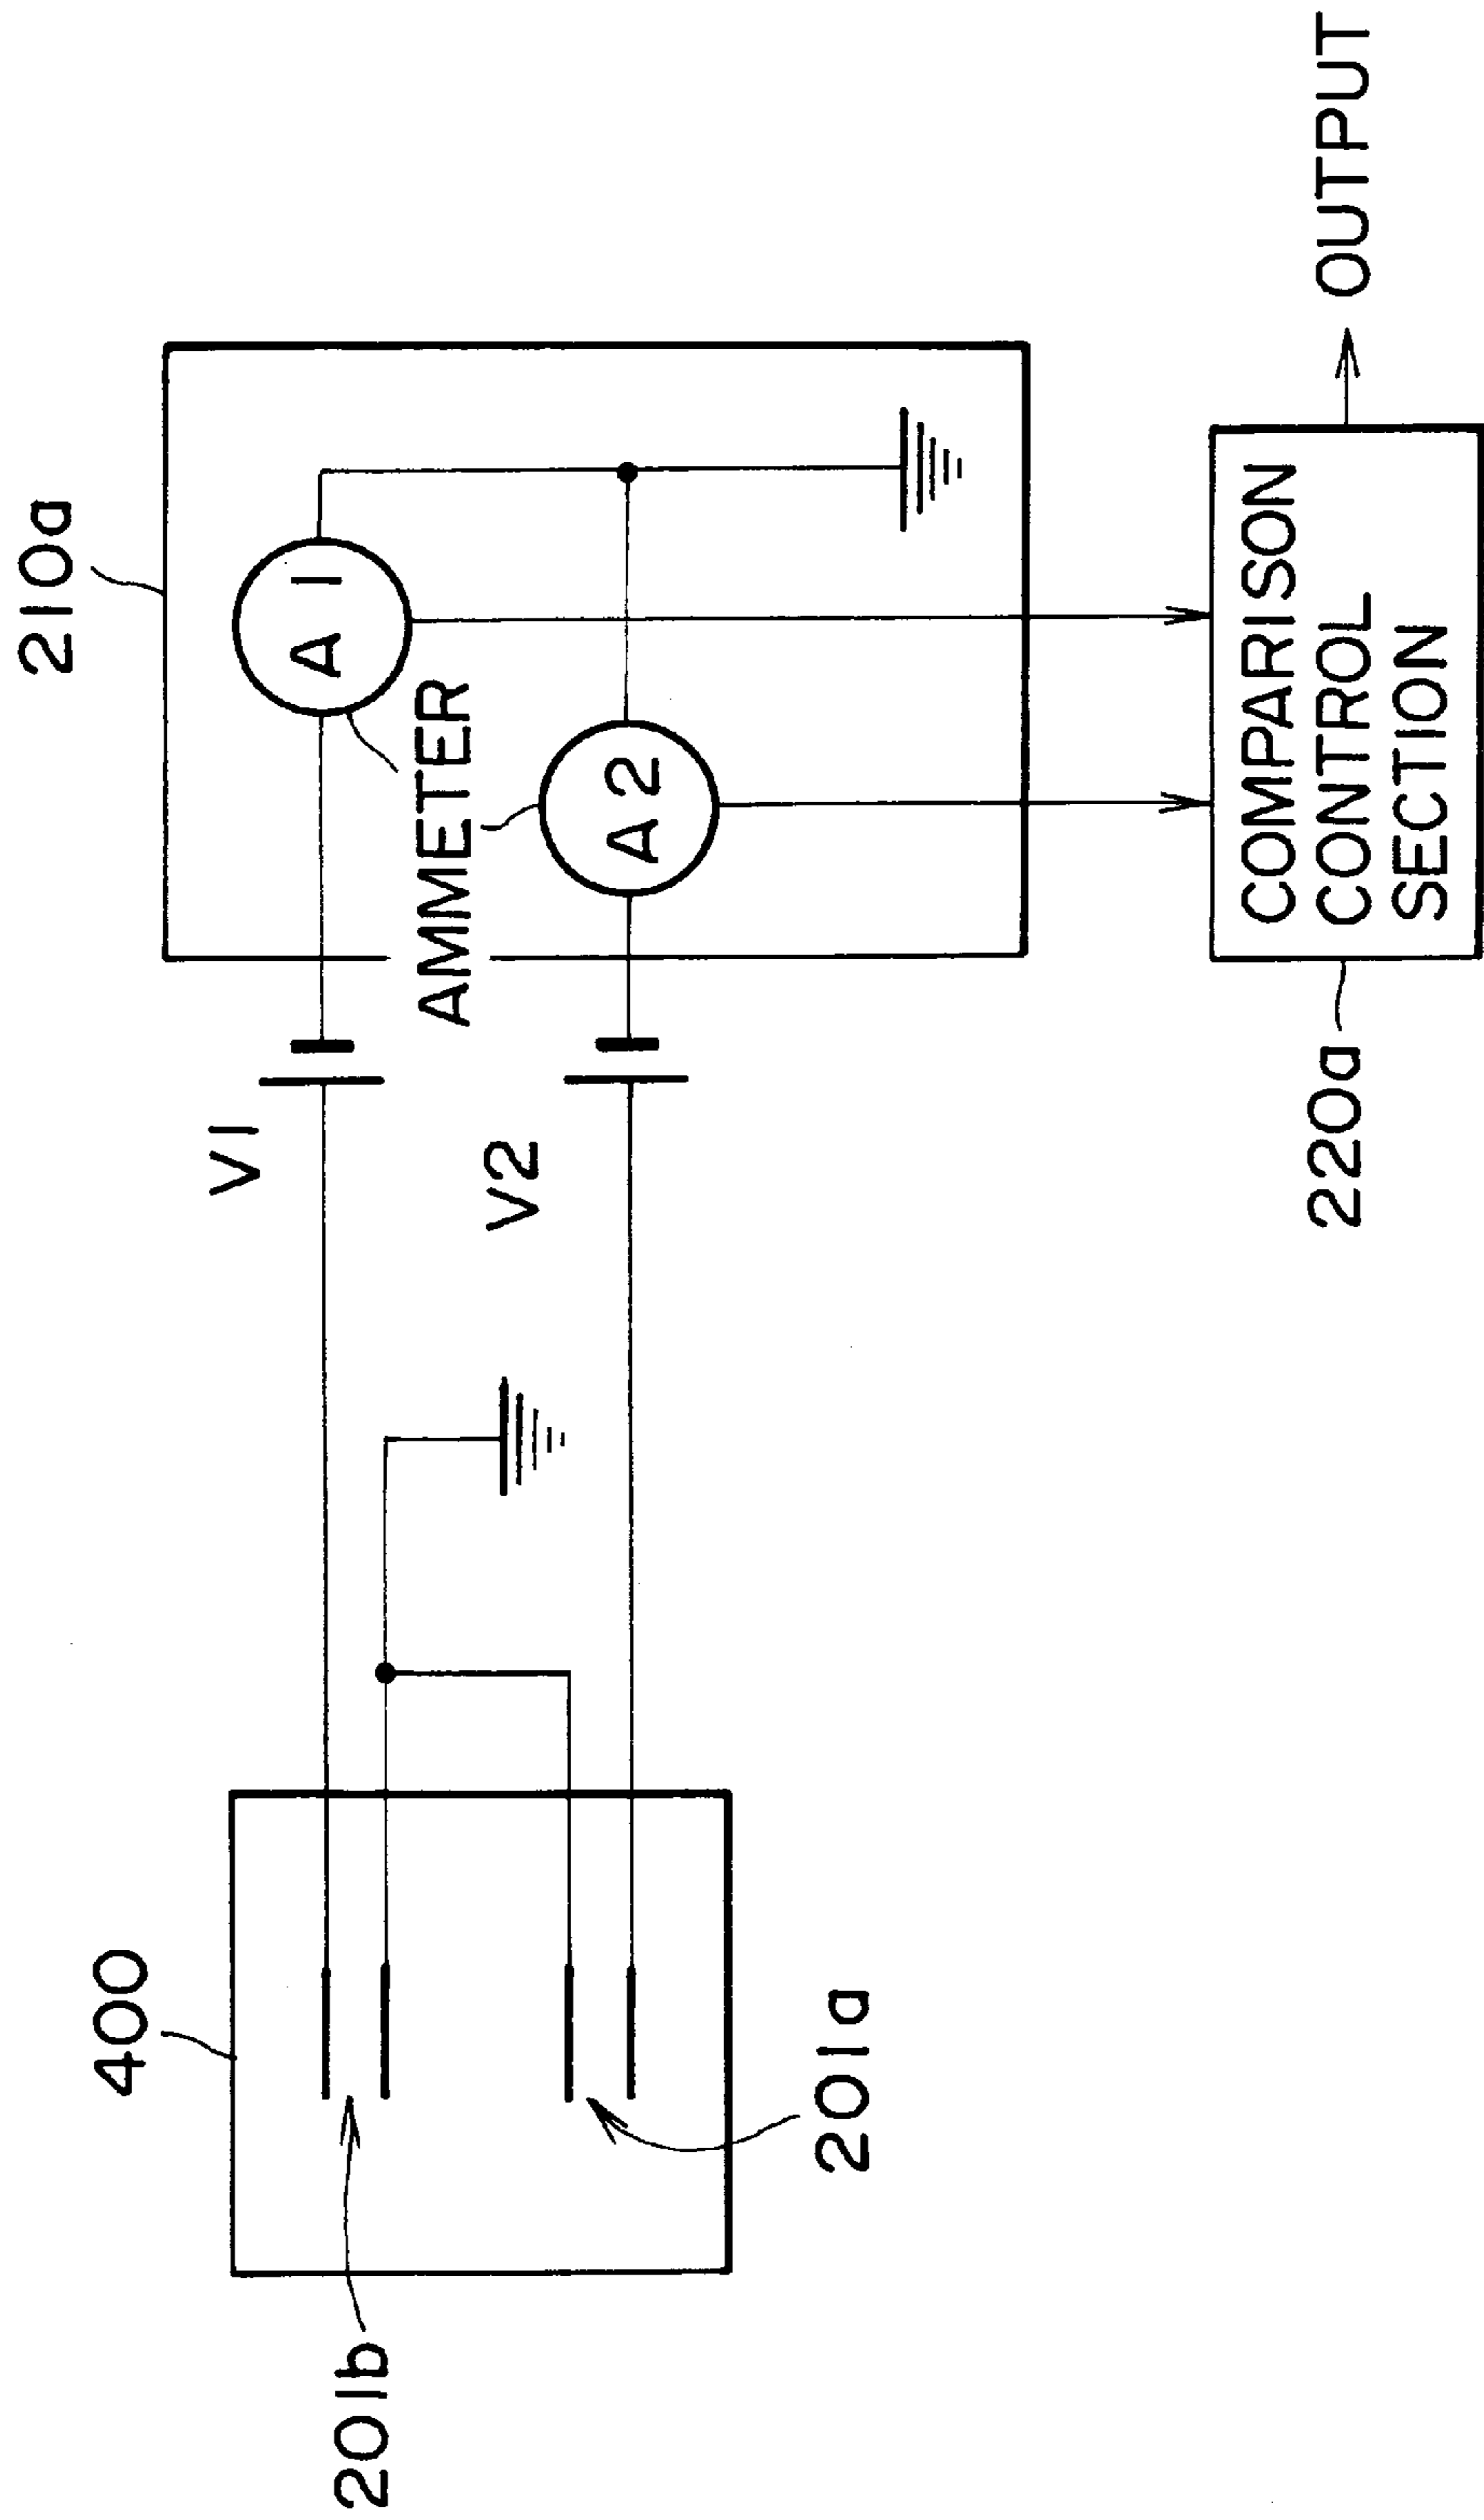 210a
A1
AMMETER
A2
V1
V2
400
201b
201a
COMPARISON
CONTROL
SECTION
220a
OUTPUT